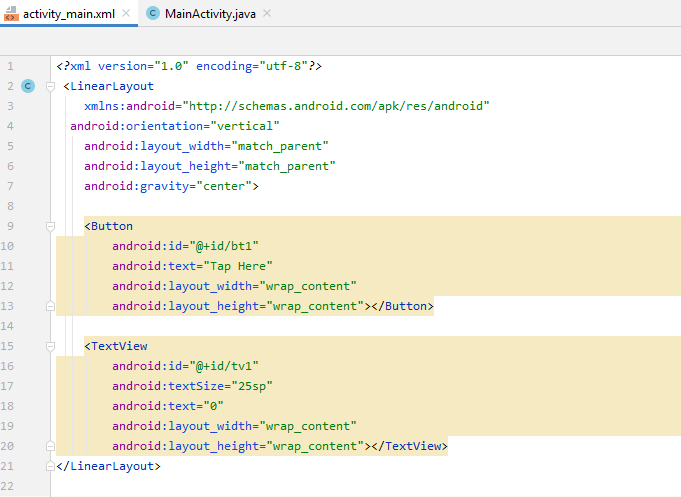 activity_main.xml MainActivity.java
1 <?xml version="1.0" encoding="utf-8"?>
2 C <LinearLayout
3 xmlns:android="http://schemas.android.com/apk/res/android"
4 android:orientation="vertical"
5 android:layout_width="match_parent"
6 android:layout_height="match_parent"
7 android:gravity="center">
8
9 <Button
10 android:id="@+id/bt1"
11 android:text="Tap Here"
12 android:layout_width="wrap_content"
13 android:layout_height="wrap_content"></Button>
14
15 <TextView
16 android:id="@+id/tv1"
17 android:textSize="25sp"
18 android:text="0"
19 android:layout_width="wrap_content"
20 android:layout_height="wrap_content"></TextView>
21 </LinearLayout>
22